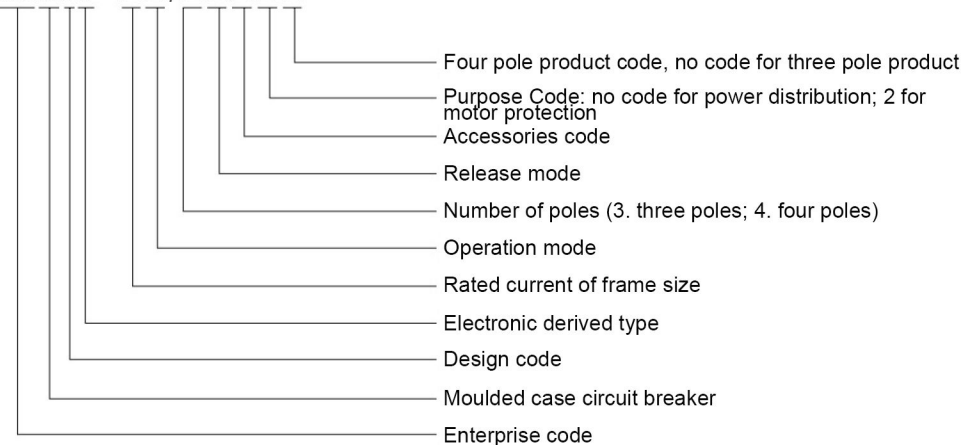 Four pole product code, no code for three pole product
Purpose Code: no code for power distribution; 2 for
motor protection
Accessories code
Release mode
Number of poles (3. three poles; 4. four poles)
Operation mode
Rated current of frame size
Electronic derived type
Design code
Moulded case circuit breaker
Enterprise code